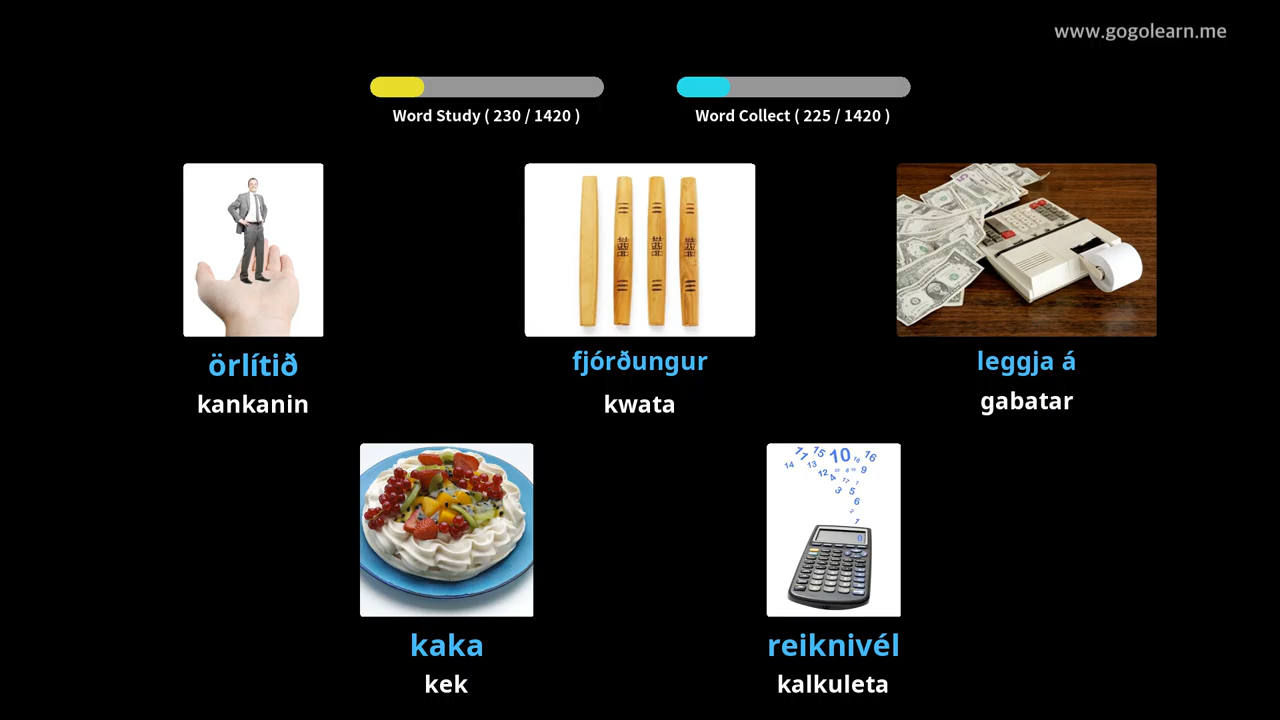 www.gogolearn.me
Word Study ( 230 / 1420 )
Word Collect ( 225 / 1420 )
örlítið
kankanin
fjórðungur
kwata
leggja á
gabatar
kaka
kek
reiknivél
kalkuleta